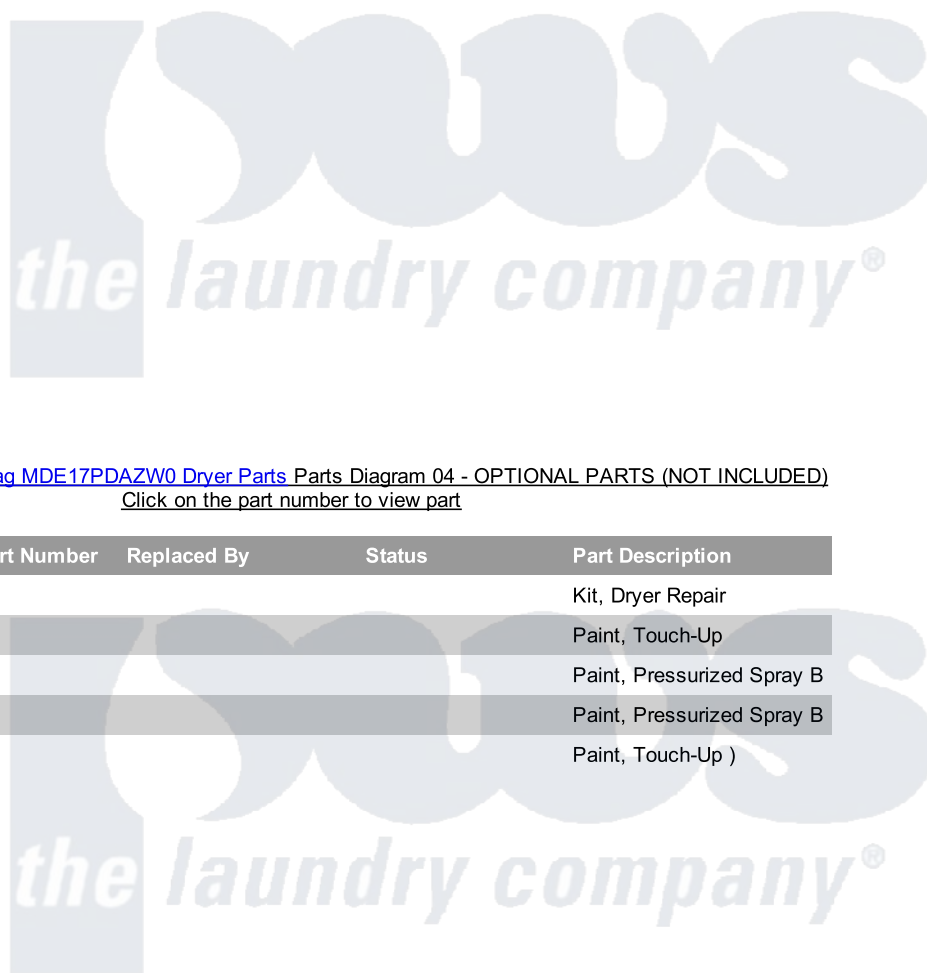 pws
the laundry company®
ag MDE17PDAZW0 Dryer Parts Parts Diagram 04 - OPTIONAL PARTS (NOT INCLUDED)
Click on the part number to view part
rt Number Replaced By Status Part Description
Kit, Dryer Repair
Paint, Touch-Up
Paint, Pressurized Spray B
Paint, Pressurized Spray B
Paint, Touch-Up )
pws
the laundry company®